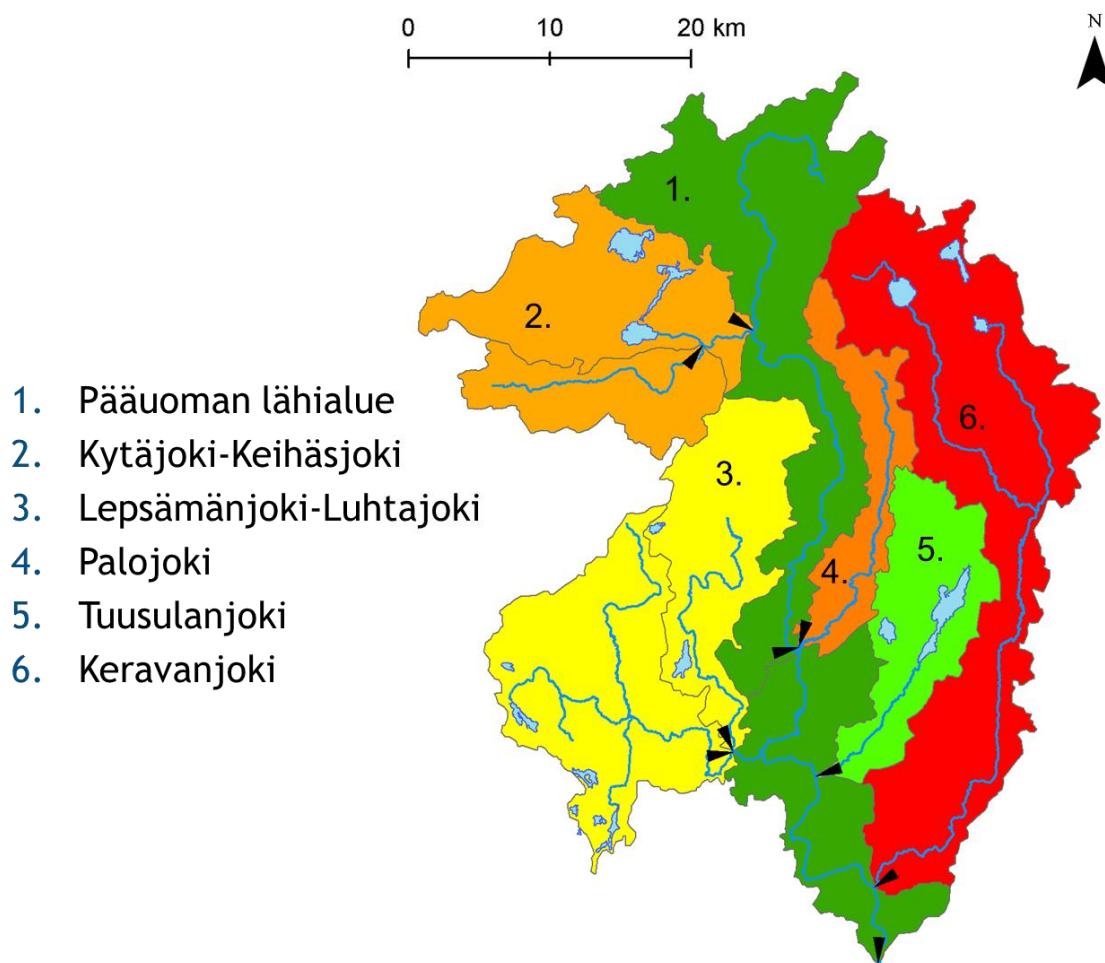 0 10 20 km
N
1.
2.
3.
4.
5.
6.
1. Pääuoman lähialue
2. Kytäjoki-Keihäsjoki
3. Lepsämänjoki-Luhtajoki
4. Palojoki
5. Tuusulanjoki
6. Keravanjoki